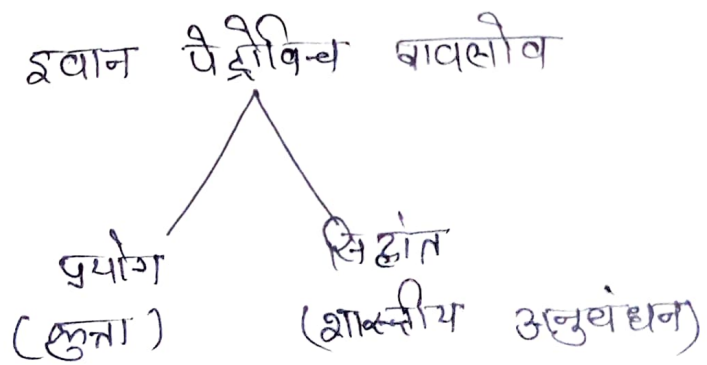 इवान पेट्रोविच पावलोव
प्रयोग सिद्धांत
(कुत्ता) (शास्त्रीय अनुबंधन)